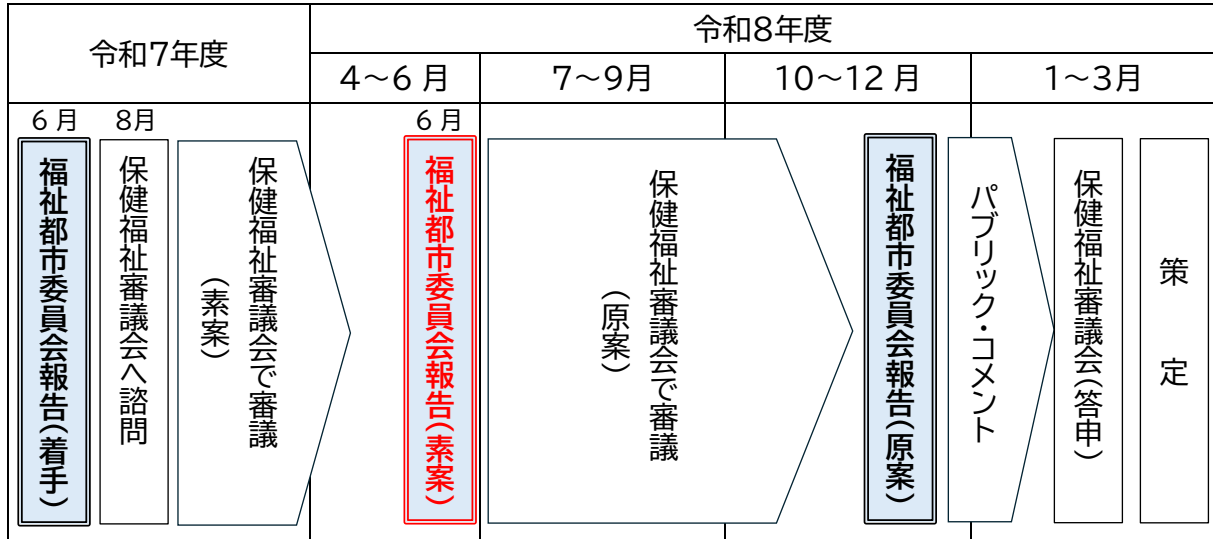 令和7年度
令和8年度
4～6 月
7～9月
10～12 月
1～3月
6 月
8月
6 月
福祉都市委員会報告(着手)
保健福祉審議会へ諮問
保健福祉審議会で審議
(素案)
福祉都市委員会報告(素案)
保健福祉審議会で審議
(原案)
福祉都市委員会報告(原案)
パブリック・コメント
保健福祉審議会(答申)
策定